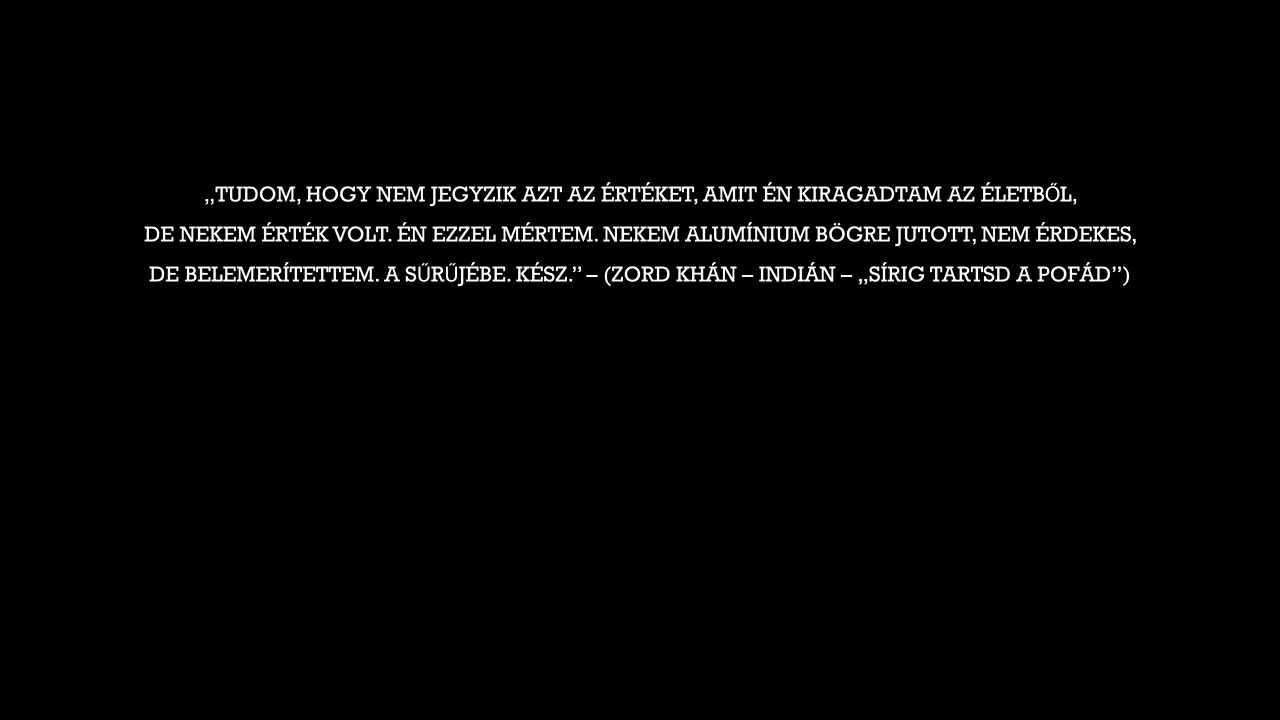 „TUDOM, HOGY NEM JEGYZIK AZT AZ ÉRTÉKET, AMIT ÉN KIRAGADTAM AZ ÉLETBŐL,
DE NEKEM ÉRTÉK VOLT. ÉN EZZEL MÉRTEM. NEKEM ALUMÍNIUM BÖGRE JUTOTT, NEM ÉRDEKES,
DE BELEMERÍTETTEM. A SŰRŰJÉBE. KÉSZ.” – (ZORD KHÁN – INDIÁN – „SÍRIG TARTSD A POFÁD”)